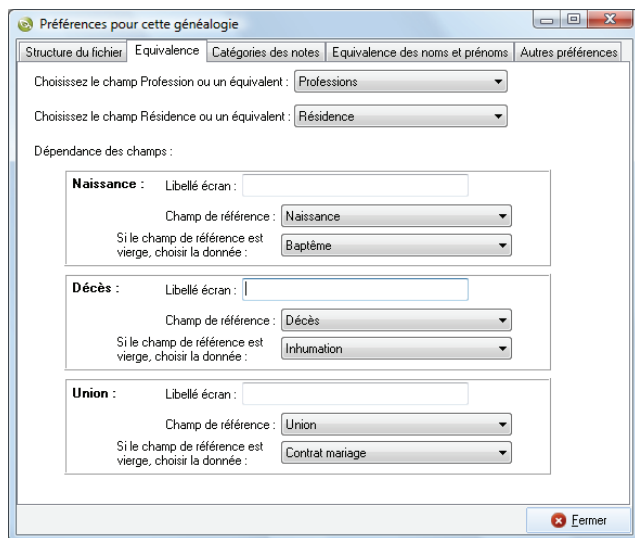 Préférences pour cette généalogie
Structure du fichier Equivalence Catégories des notes Equivalence des noms et prénoms Autres préférences
Choisissez le champ Profession ou un équivalent : Professions
Choisissez le champ Résidence ou un équivalent : Résidence
Dépendance des champs :
Naissance : Libellé écran :
Champ de référence : Naissance
Si le champ de référence est
vierge, choisir la donnée : Baptême
Décès : Libellé écran :
Champ de référence : Décès
Si le champ de référence est
vierge, choisir la donnée : Inhumation
Union : Libellé écran :
Champ de référence : Union
Si le champ de référence est
vierge, choisir la donnée : Contrat mariage
Fermer